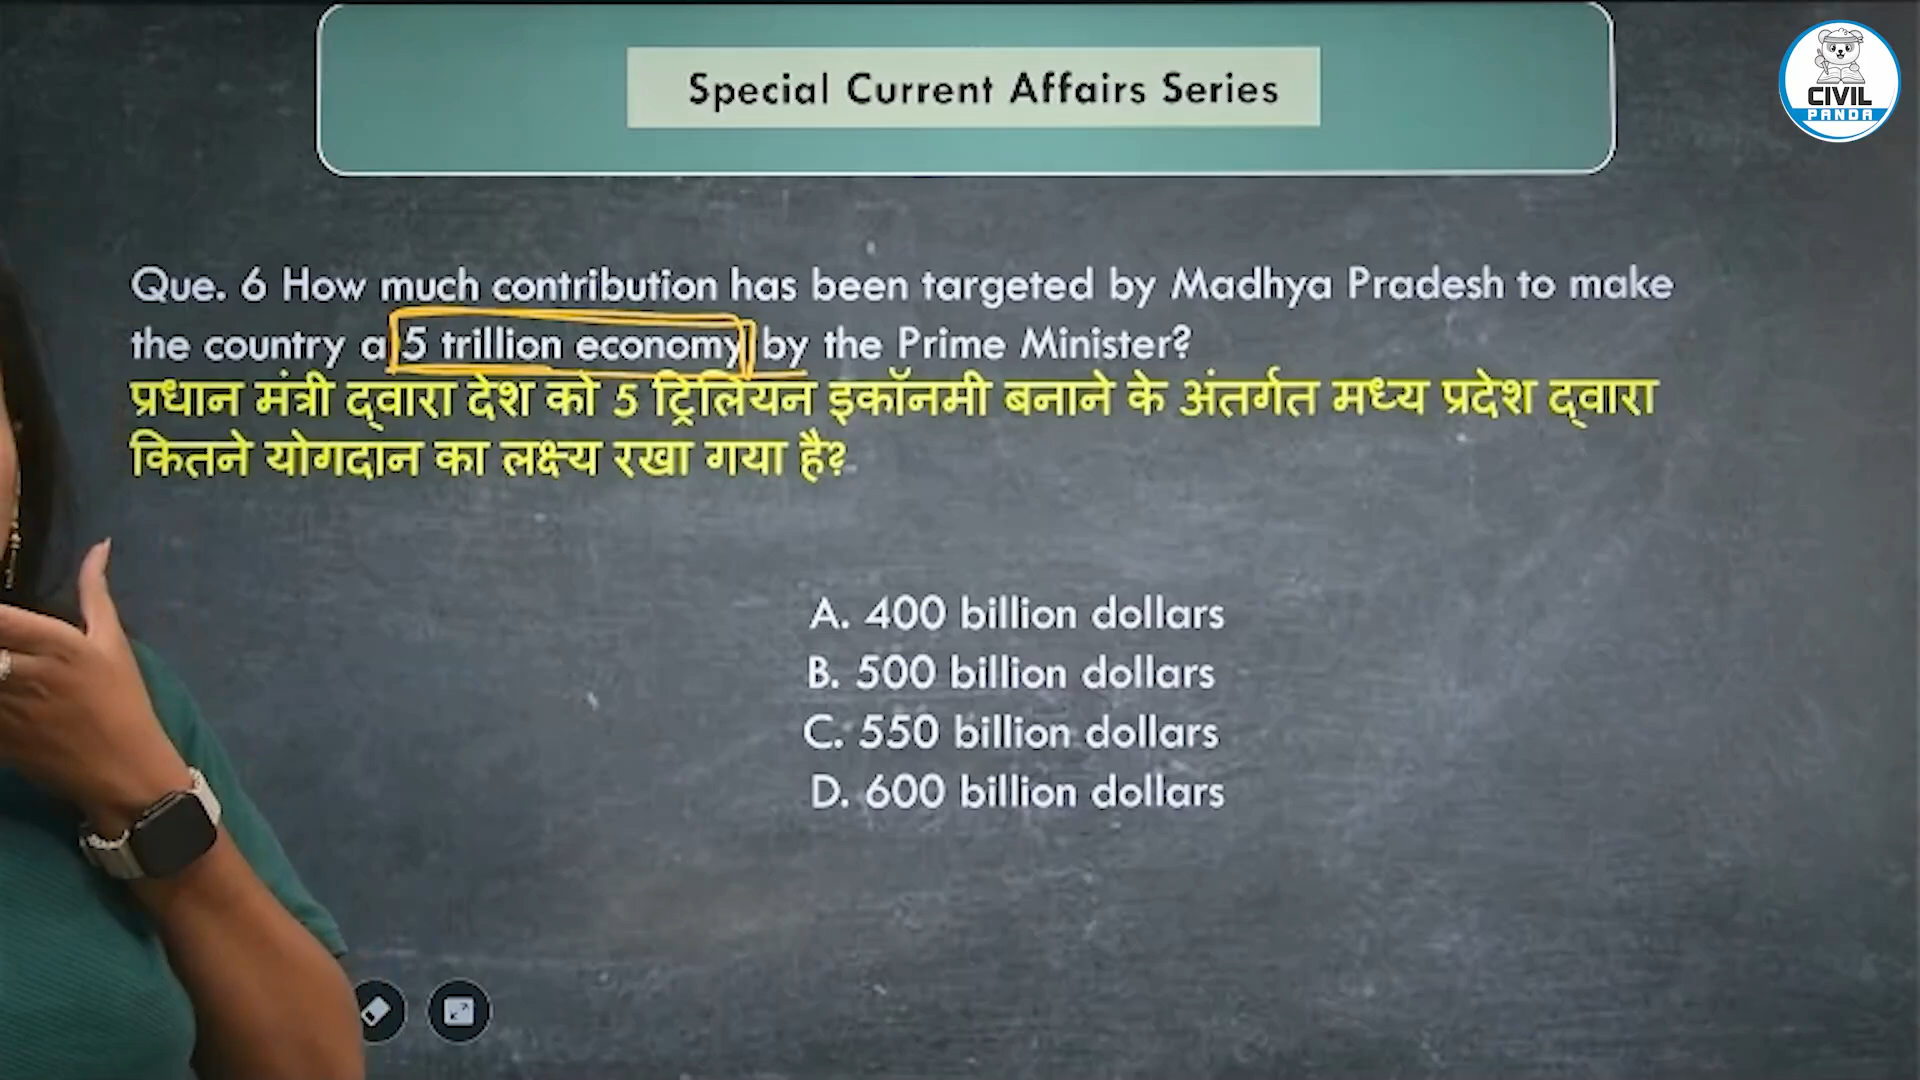 Special Current Affairs Series
CIVIL
PANDA
Que. 6 How much contribution has been targeted by Madhya Pradesh to make
the country a 5 trillion economy by the Prime Minister?
प्रधान मंत्री द्वारा देश को 5 ट्रिलियन इकॉनमी बनाने के अंतर्गत मध्य प्रदेश द्वारा
कितने योगदान का लक्ष्य रखा गया है?
A. 400 billion dollars
B. 500 billion dollars
C. 550 billion dollars
D. 600 billion dollars